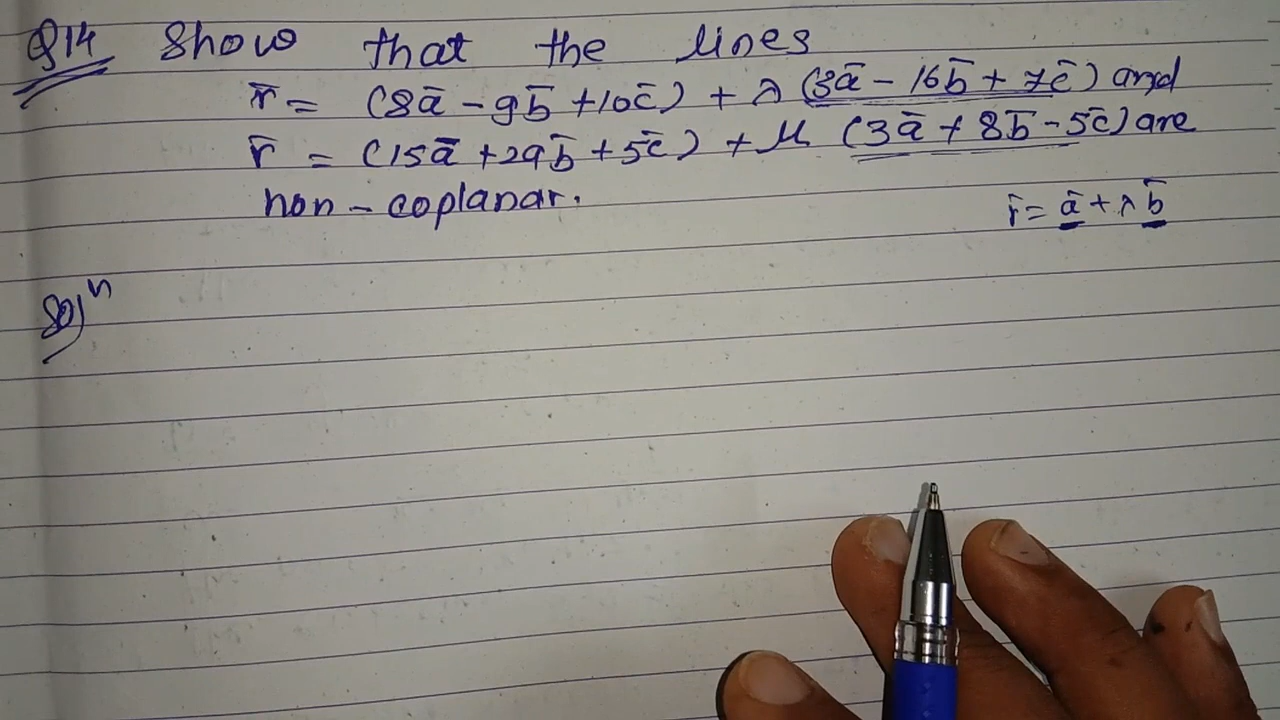 Q14 Show that the lines
r̄ = (8ā - 9b̄ + 10c̄) + λ (3ā - 16b̄ + 7c̄) and
r̄ = (15ā + 29b̄ + 5c̄) + μ (3ā + 8b̄ - 5c̄) are
non-coplanar.
r̄ = ā + λ b̄
Solⁿ